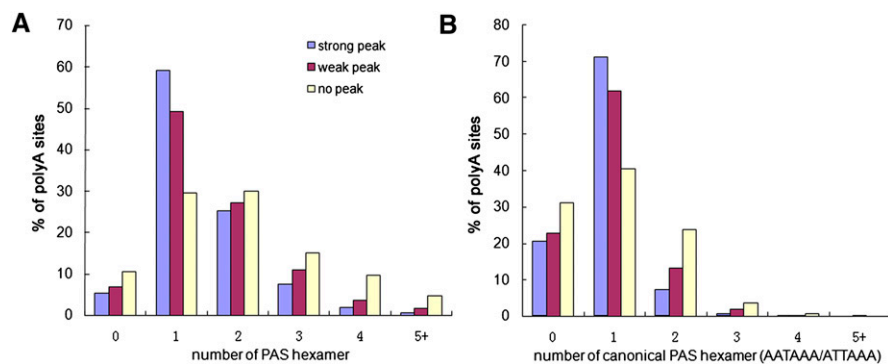 A
% of polyA sites
70
60
50
40
30
20
10
0
strong peak
weak peak
no peak
0 1 2 3 4 5+
number of PAS hexamer
B
% of polyA sites
80
70
60
50
40
30
20
10
0
0 1 2 3 4 5+
number of canonical PAS hexamer (AATAAA/ATTAAA)